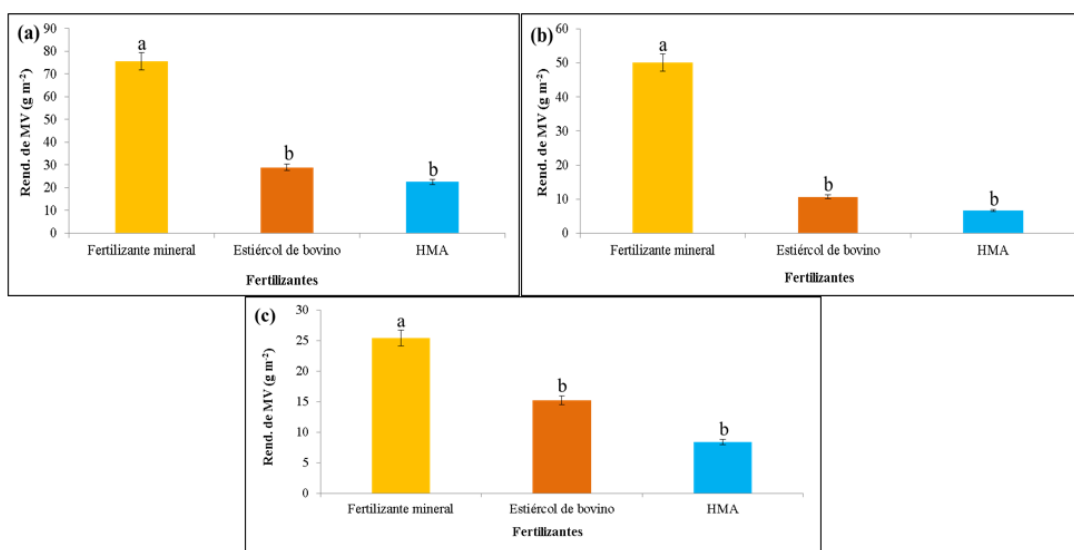 (a)
Rend. de MV (g m⁻²)
90
80
70
60
50
40
30
20
10
0
a
b
b
Fertilizante mineral
Estiércol de bovino
HMA
Fertilizantes
(b)
Rend. de MV (g m⁻²)
60
50
40
30
20
10
0
a
b
b
Fertilizante mineral
Estiércol de bovino
HMA
Fertilizantes
(c)
Rend. de MV (g m⁻²)
30
25
20
15
10
5
0
a
b
b
Fertilizante mineral
Estiércol de bovino
HMA
Fertilizantes